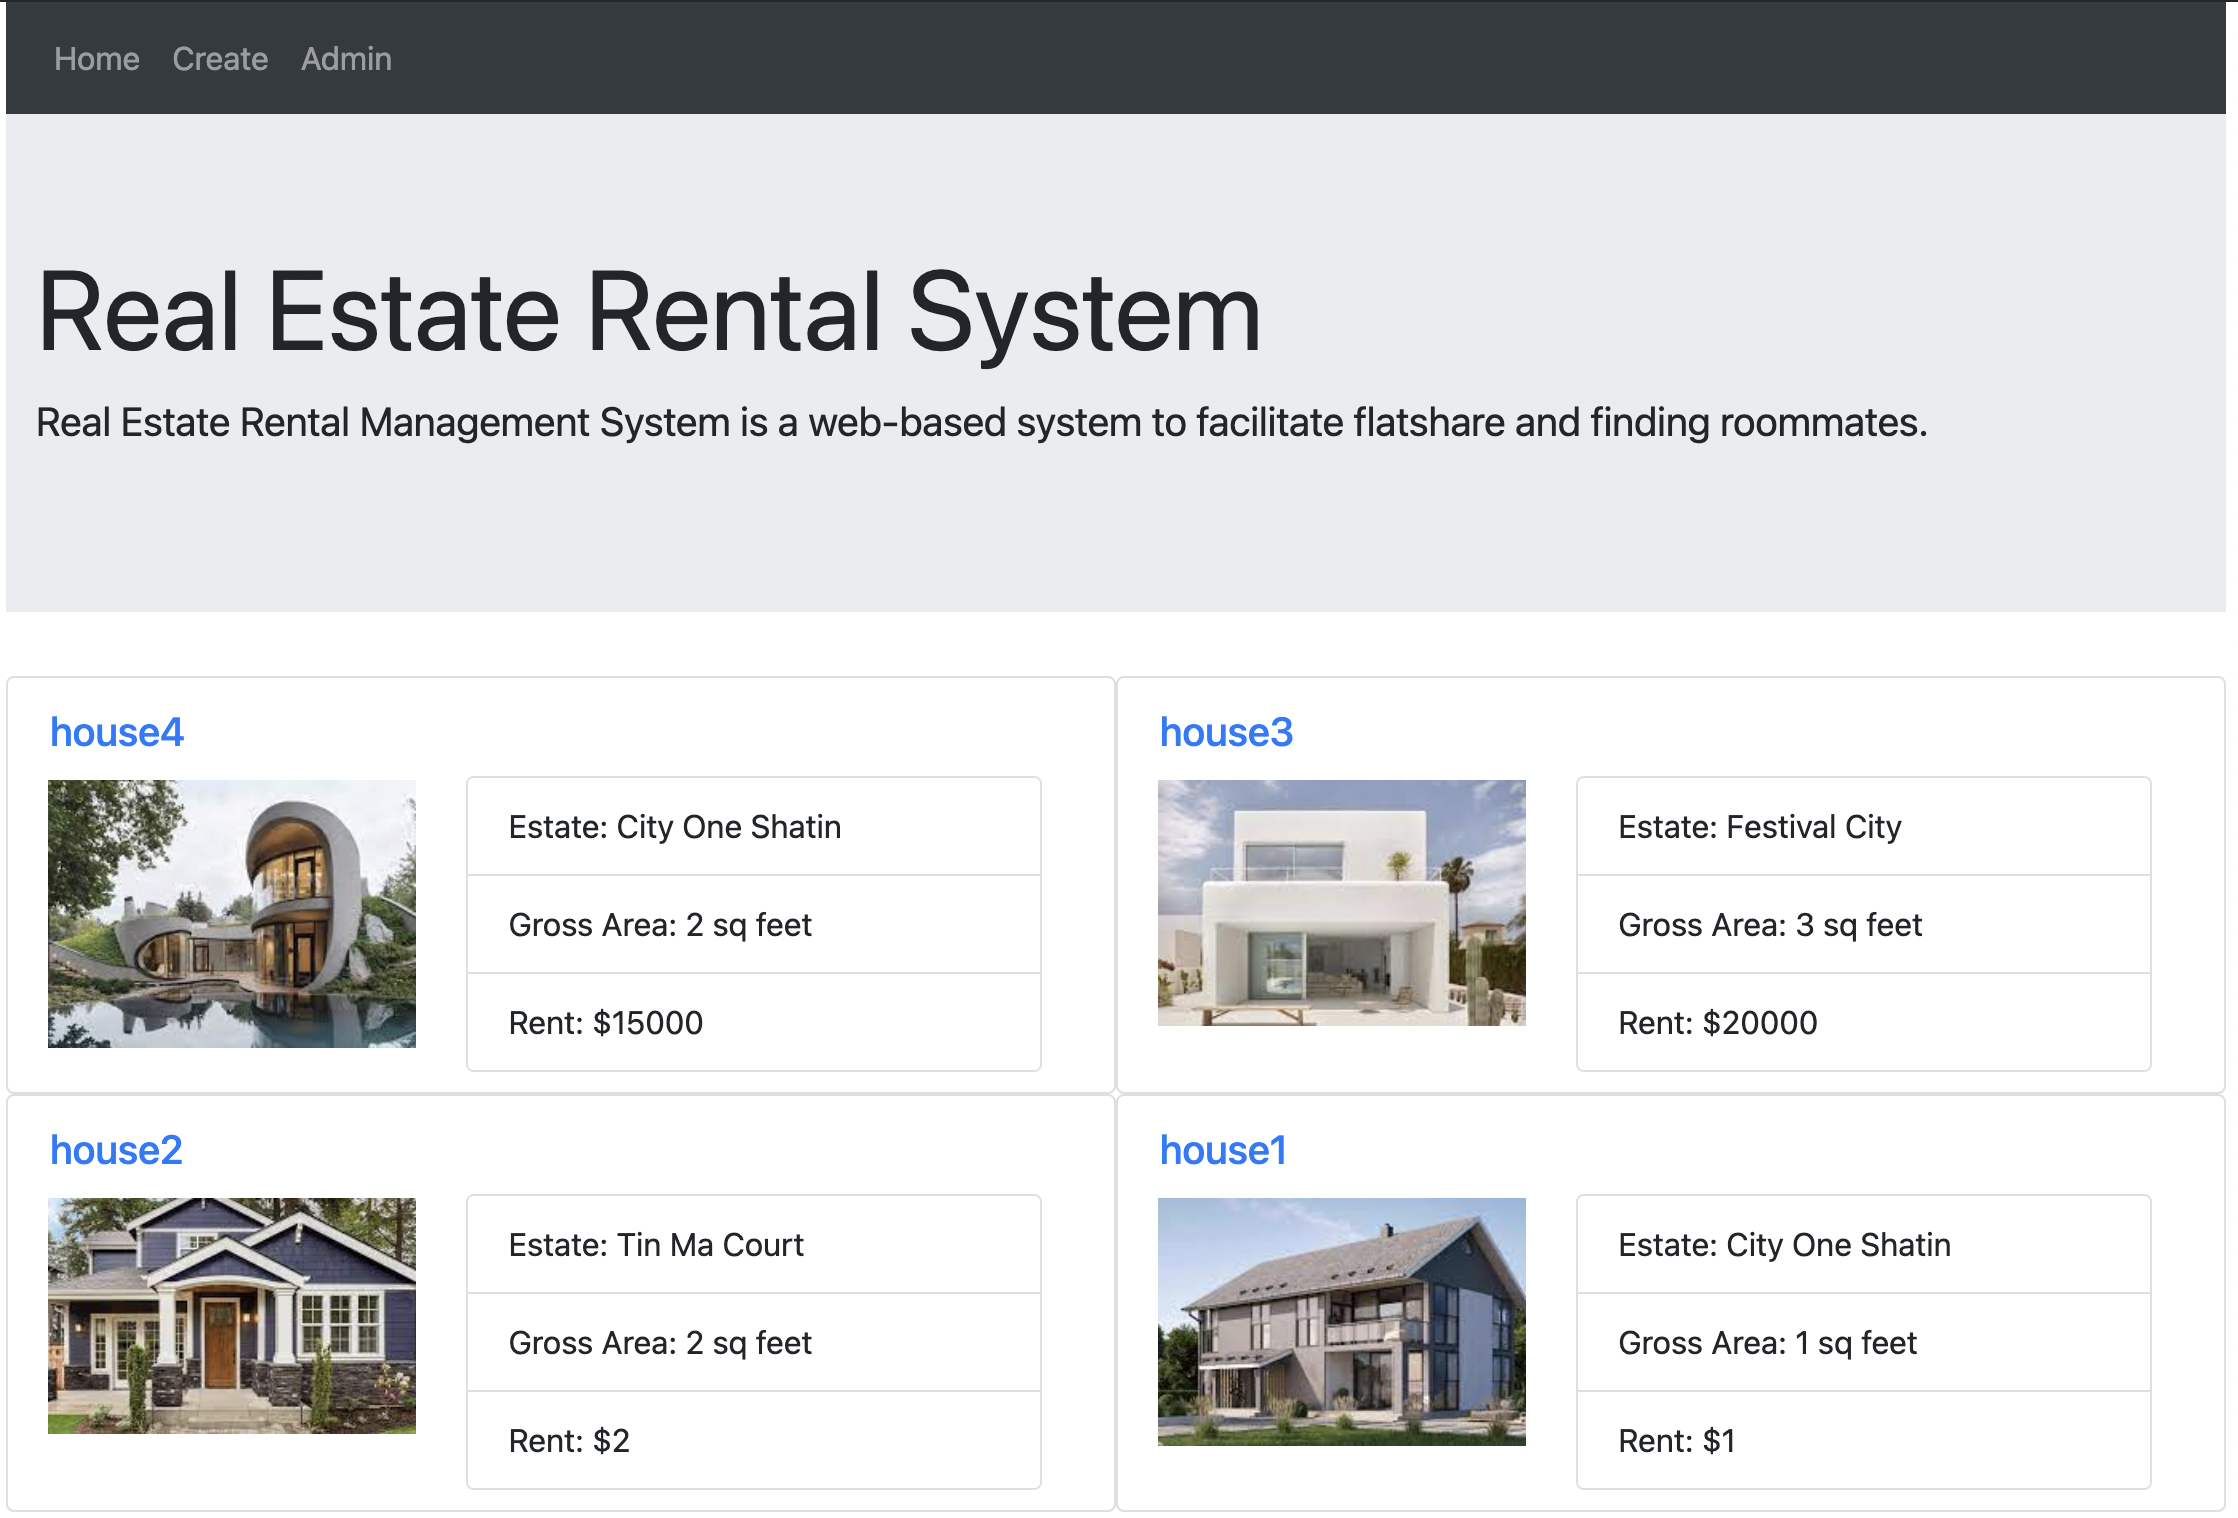 Home Create Admin
Real Estate Rental System
Real Estate Rental Management System is a web-based system to facilitate flatshare and finding roommates.
house4
Estate: City One Shatin
Gross Area: 2 sq feet
Rent: $15000
house3
Estate: Festival City
Gross Area: 3 sq feet
Rent: $20000
house2
Estate: Tin Ma Court
Gross Area: 2 sq feet
Rent: $2
house1
Estate: City One Shatin
Gross Area: 1 sq feet
Rent: $1